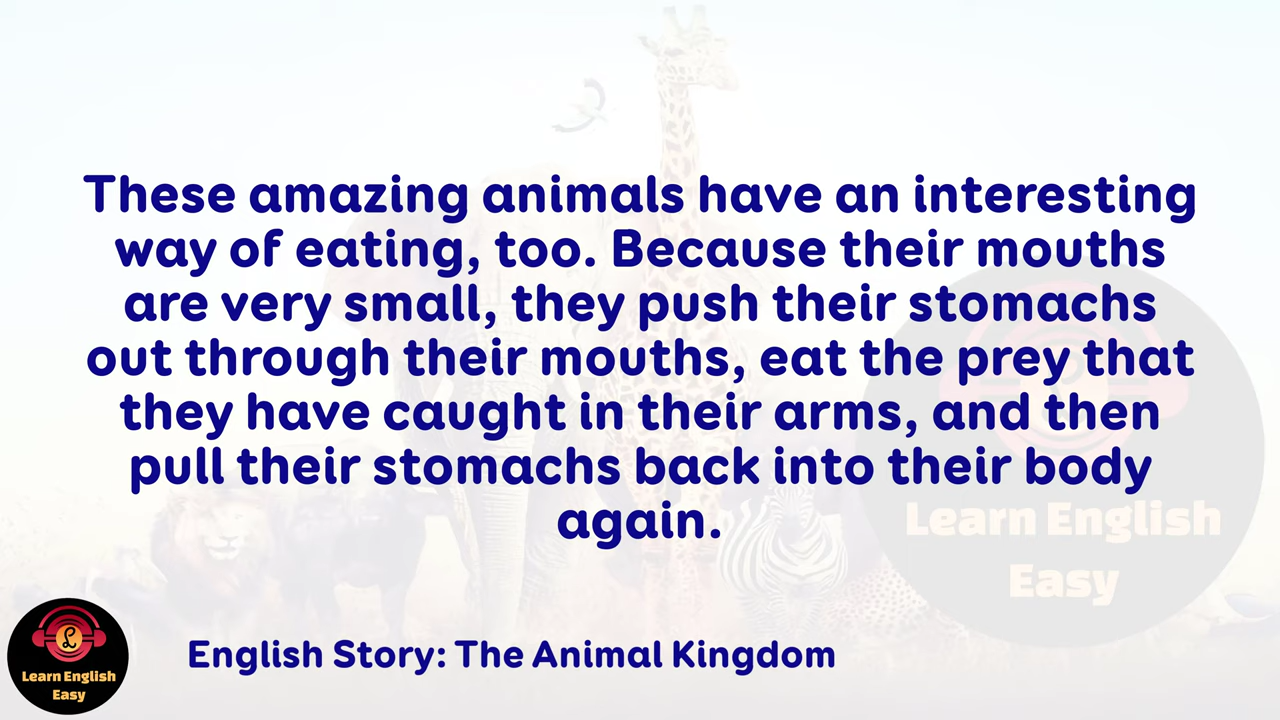 These amazing animals have an interesting
way of eating, too. Because their mouths
are very small, they push their stomachs
out through their mouths, eat the prey that
they have caught in their arms, and then
pull their stomachs back into their body
again.
Learn English
Easy
English Story: The Animal Kingdom
L
Learn English
Easy